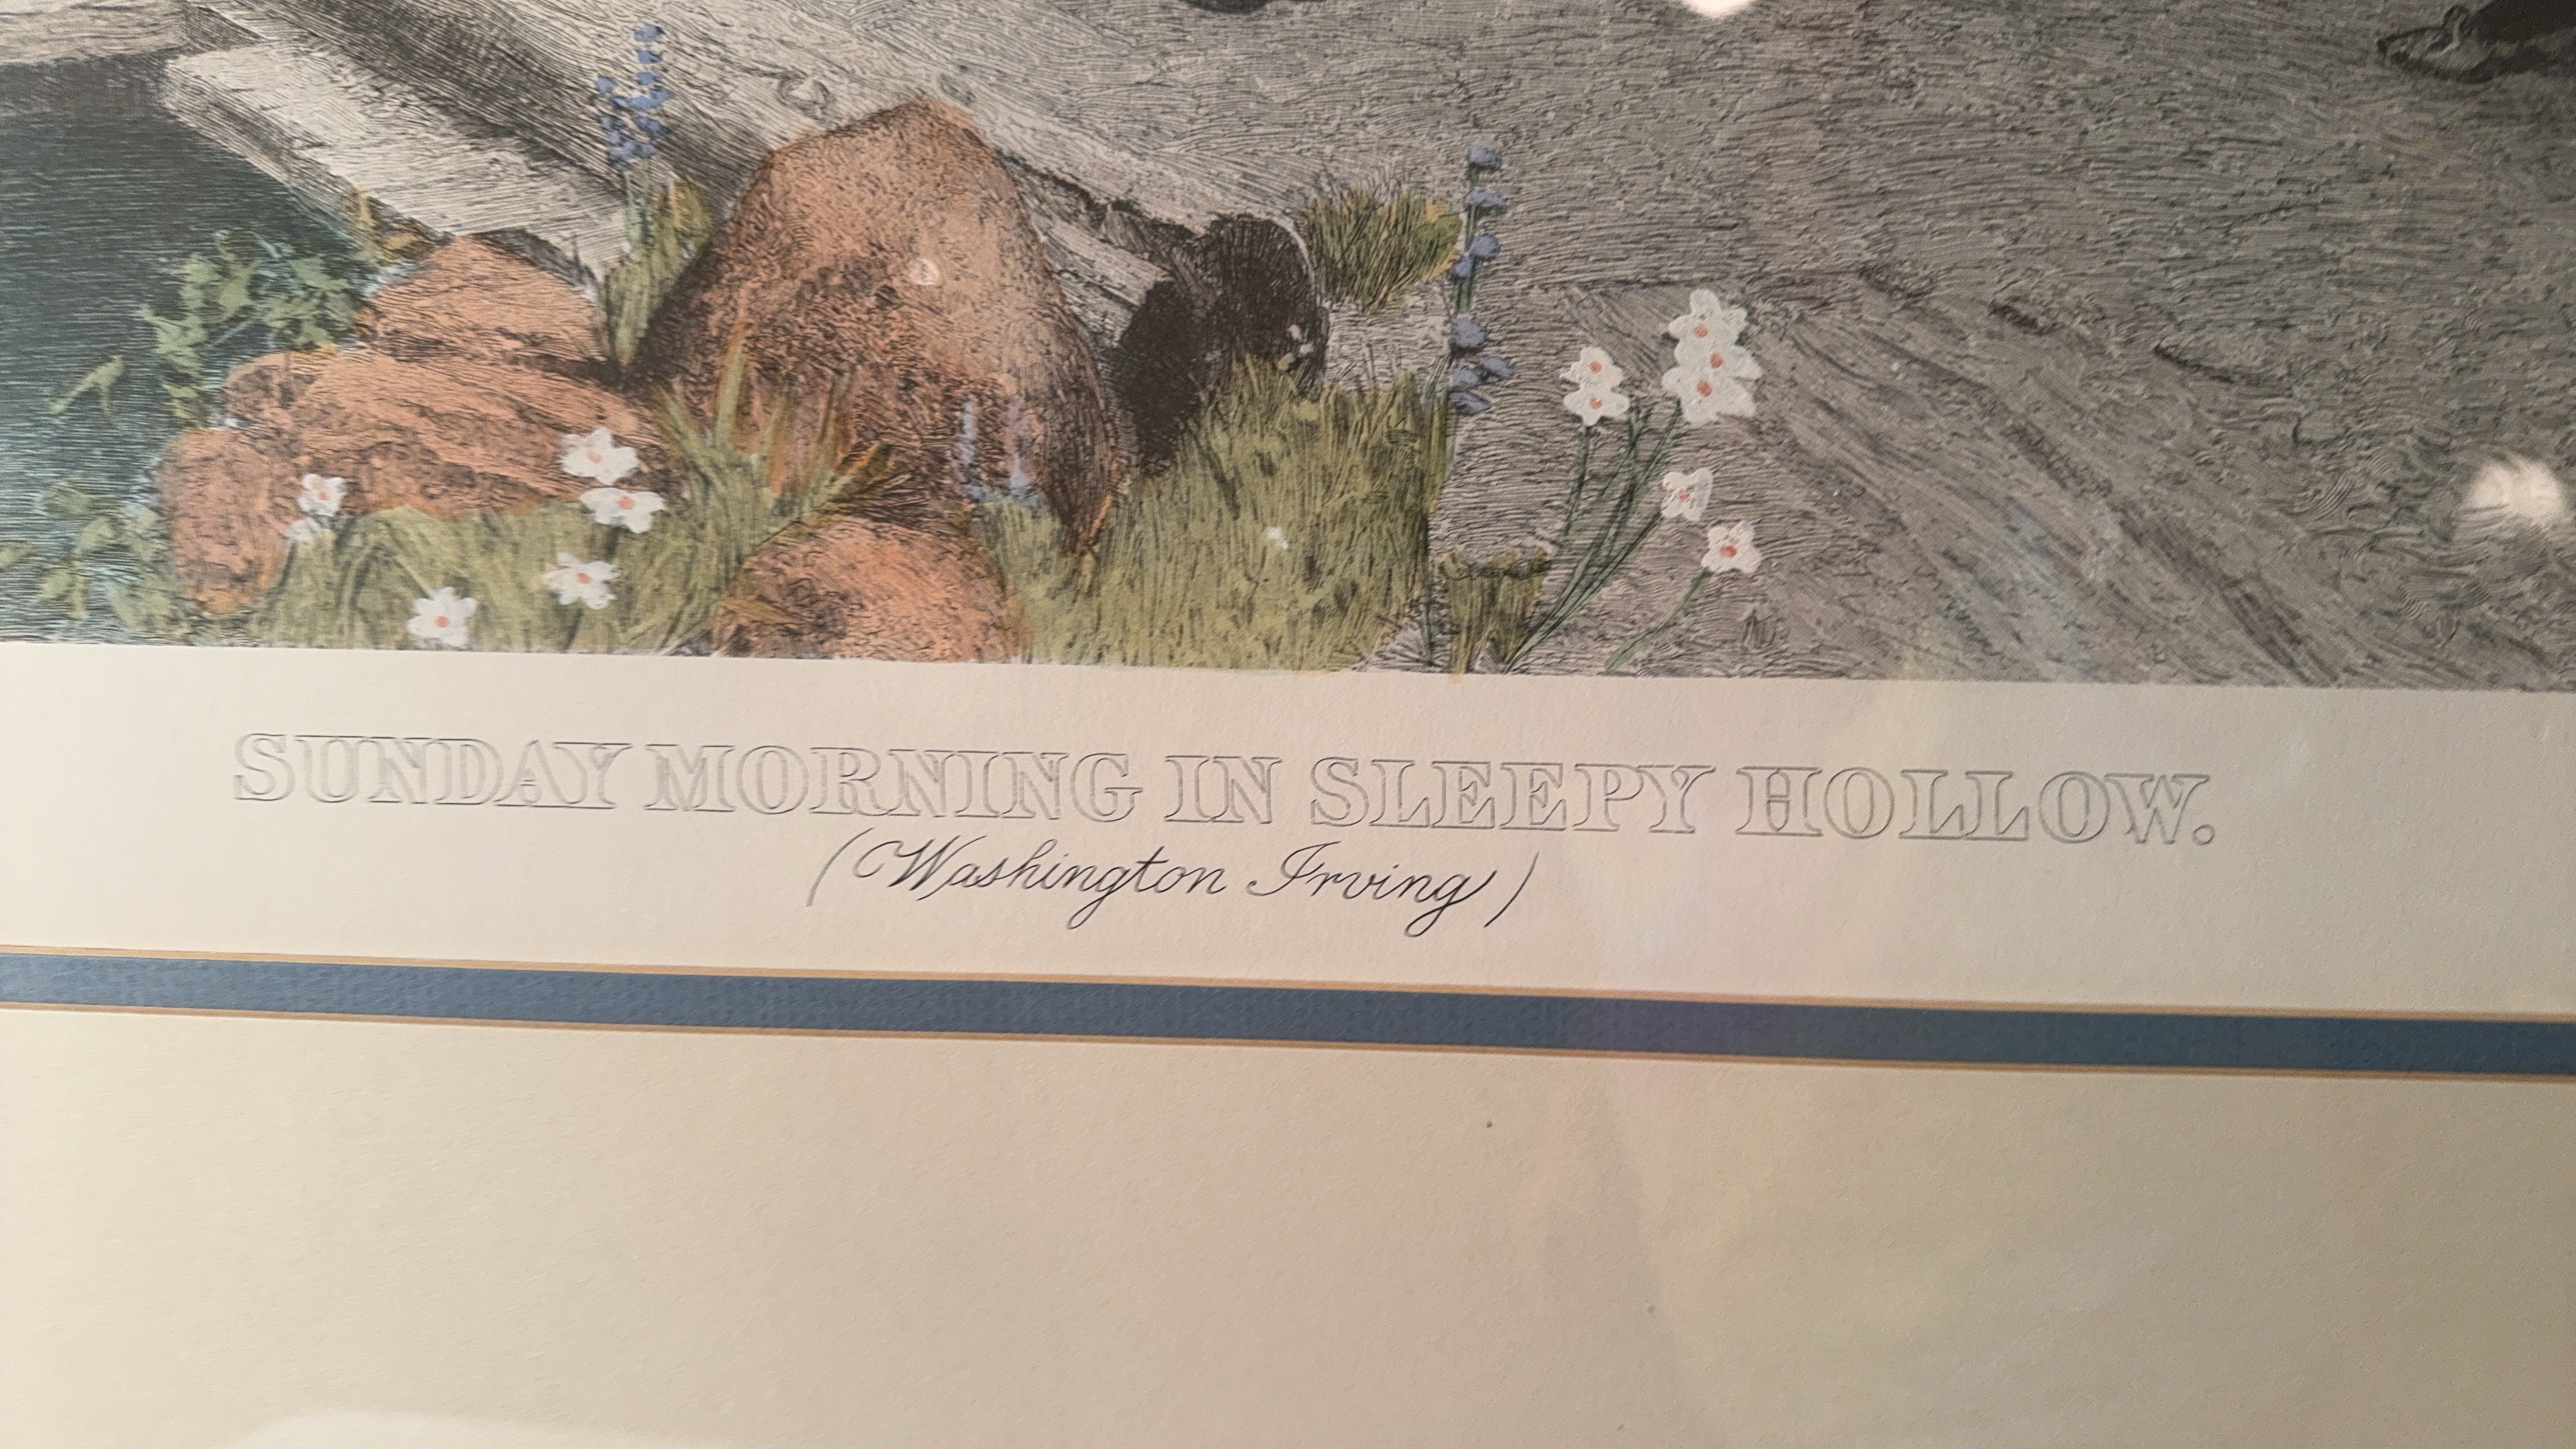 SUNDAY MORNING IN SLEEPY HOLLOW.
(Washington Irving)